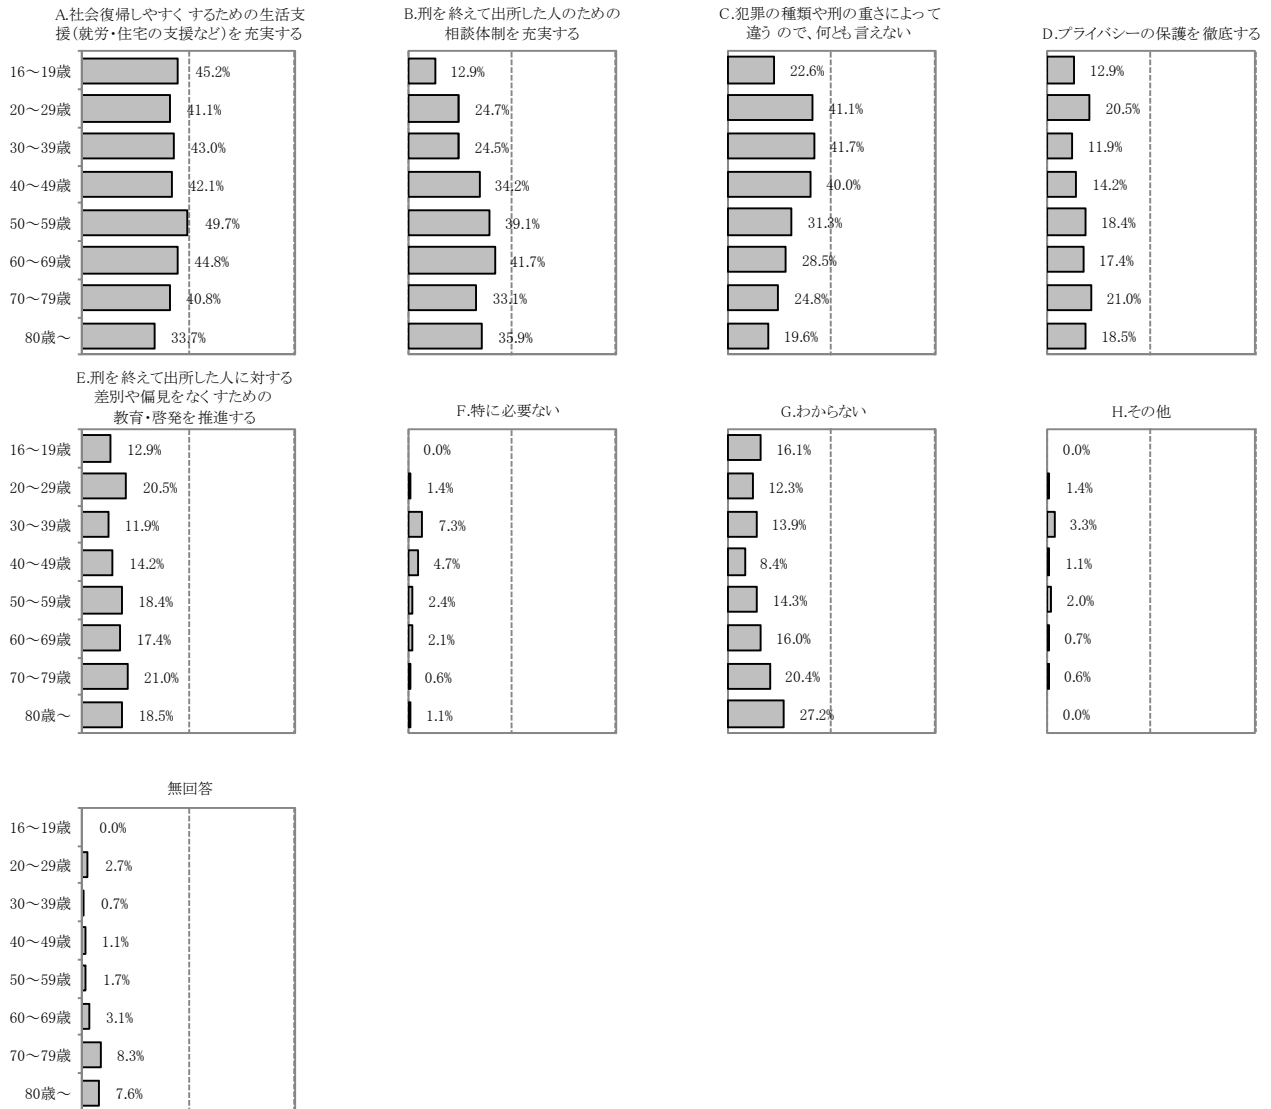 A.社会復帰しやすくするための生活支
援(就労・住宅の支援など)を充実する
16～19歳 45.2%
20～29歳 41.1%
30～39歳 43.0%
40～49歳 42.1%
50～59歳 49.7%
60～69歳 44.8%
70～79歳 40.8%
80歳～ 33.7%
B.刑を終えて出所した人のための
相談体制を充実する
12.9%
24.7%
24.5%
34.2%
39.1%
41.7%
33.1%
35.9%
C.犯罪の種類や刑の重さによって
違うので、何とも言えない
22.6%
41.1%
41.7%
40.0%
31.3%
28.5%
24.8%
19.6%
D.プライバシーの保護を徹底する
12.9%
20.5%
11.9%
14.2%
18.4%
17.4%
21.0%
18.5%
E.刑を終えて出所した人に対する
差別や偏見をなくすための
教育・啓発を推進する
16～19歳 12.9%
20～29歳 20.5%
30～39歳 11.9%
40～49歳 14.2%
50～59歳 18.4%
60～69歳 17.4%
70～79歳 21.0%
80歳～ 18.5%
F.特に必要ない
0.0%
1.4%
7.3%
4.7%
2.4%
2.1%
0.6%
1.1%
G.わからない
16.1%
12.3%
13.9%
8.4%
14.3%
16.0%
20.4%
27.2%
H.その他
0.0%
1.4%
3.3%
1.1%
2.0%
0.7%
0.6%
0.0%
無回答
16～19歳 0.0%
20～29歳 2.7%
30～39歳 0.7%
40～49歳 1.1%
50～59歳 1.7%
60～69歳 3.1%
70～79歳 8.3%
80歳～ 7.6%